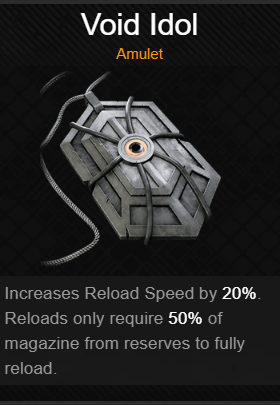 Void Idol
Amulet
Increases Reload Speed by 20%.
Reloads only require 50% of
magazine from reserves to fully
reload.